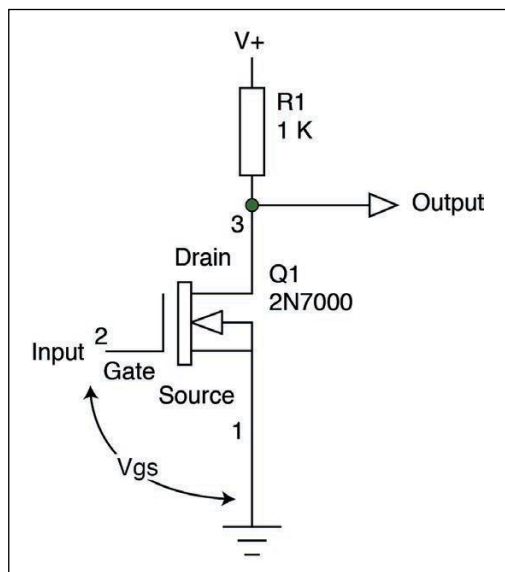 V+
R1
1 K
Output
3
Drain
Q1
2N7000
2
Input
Gate
Source
1
Vgs